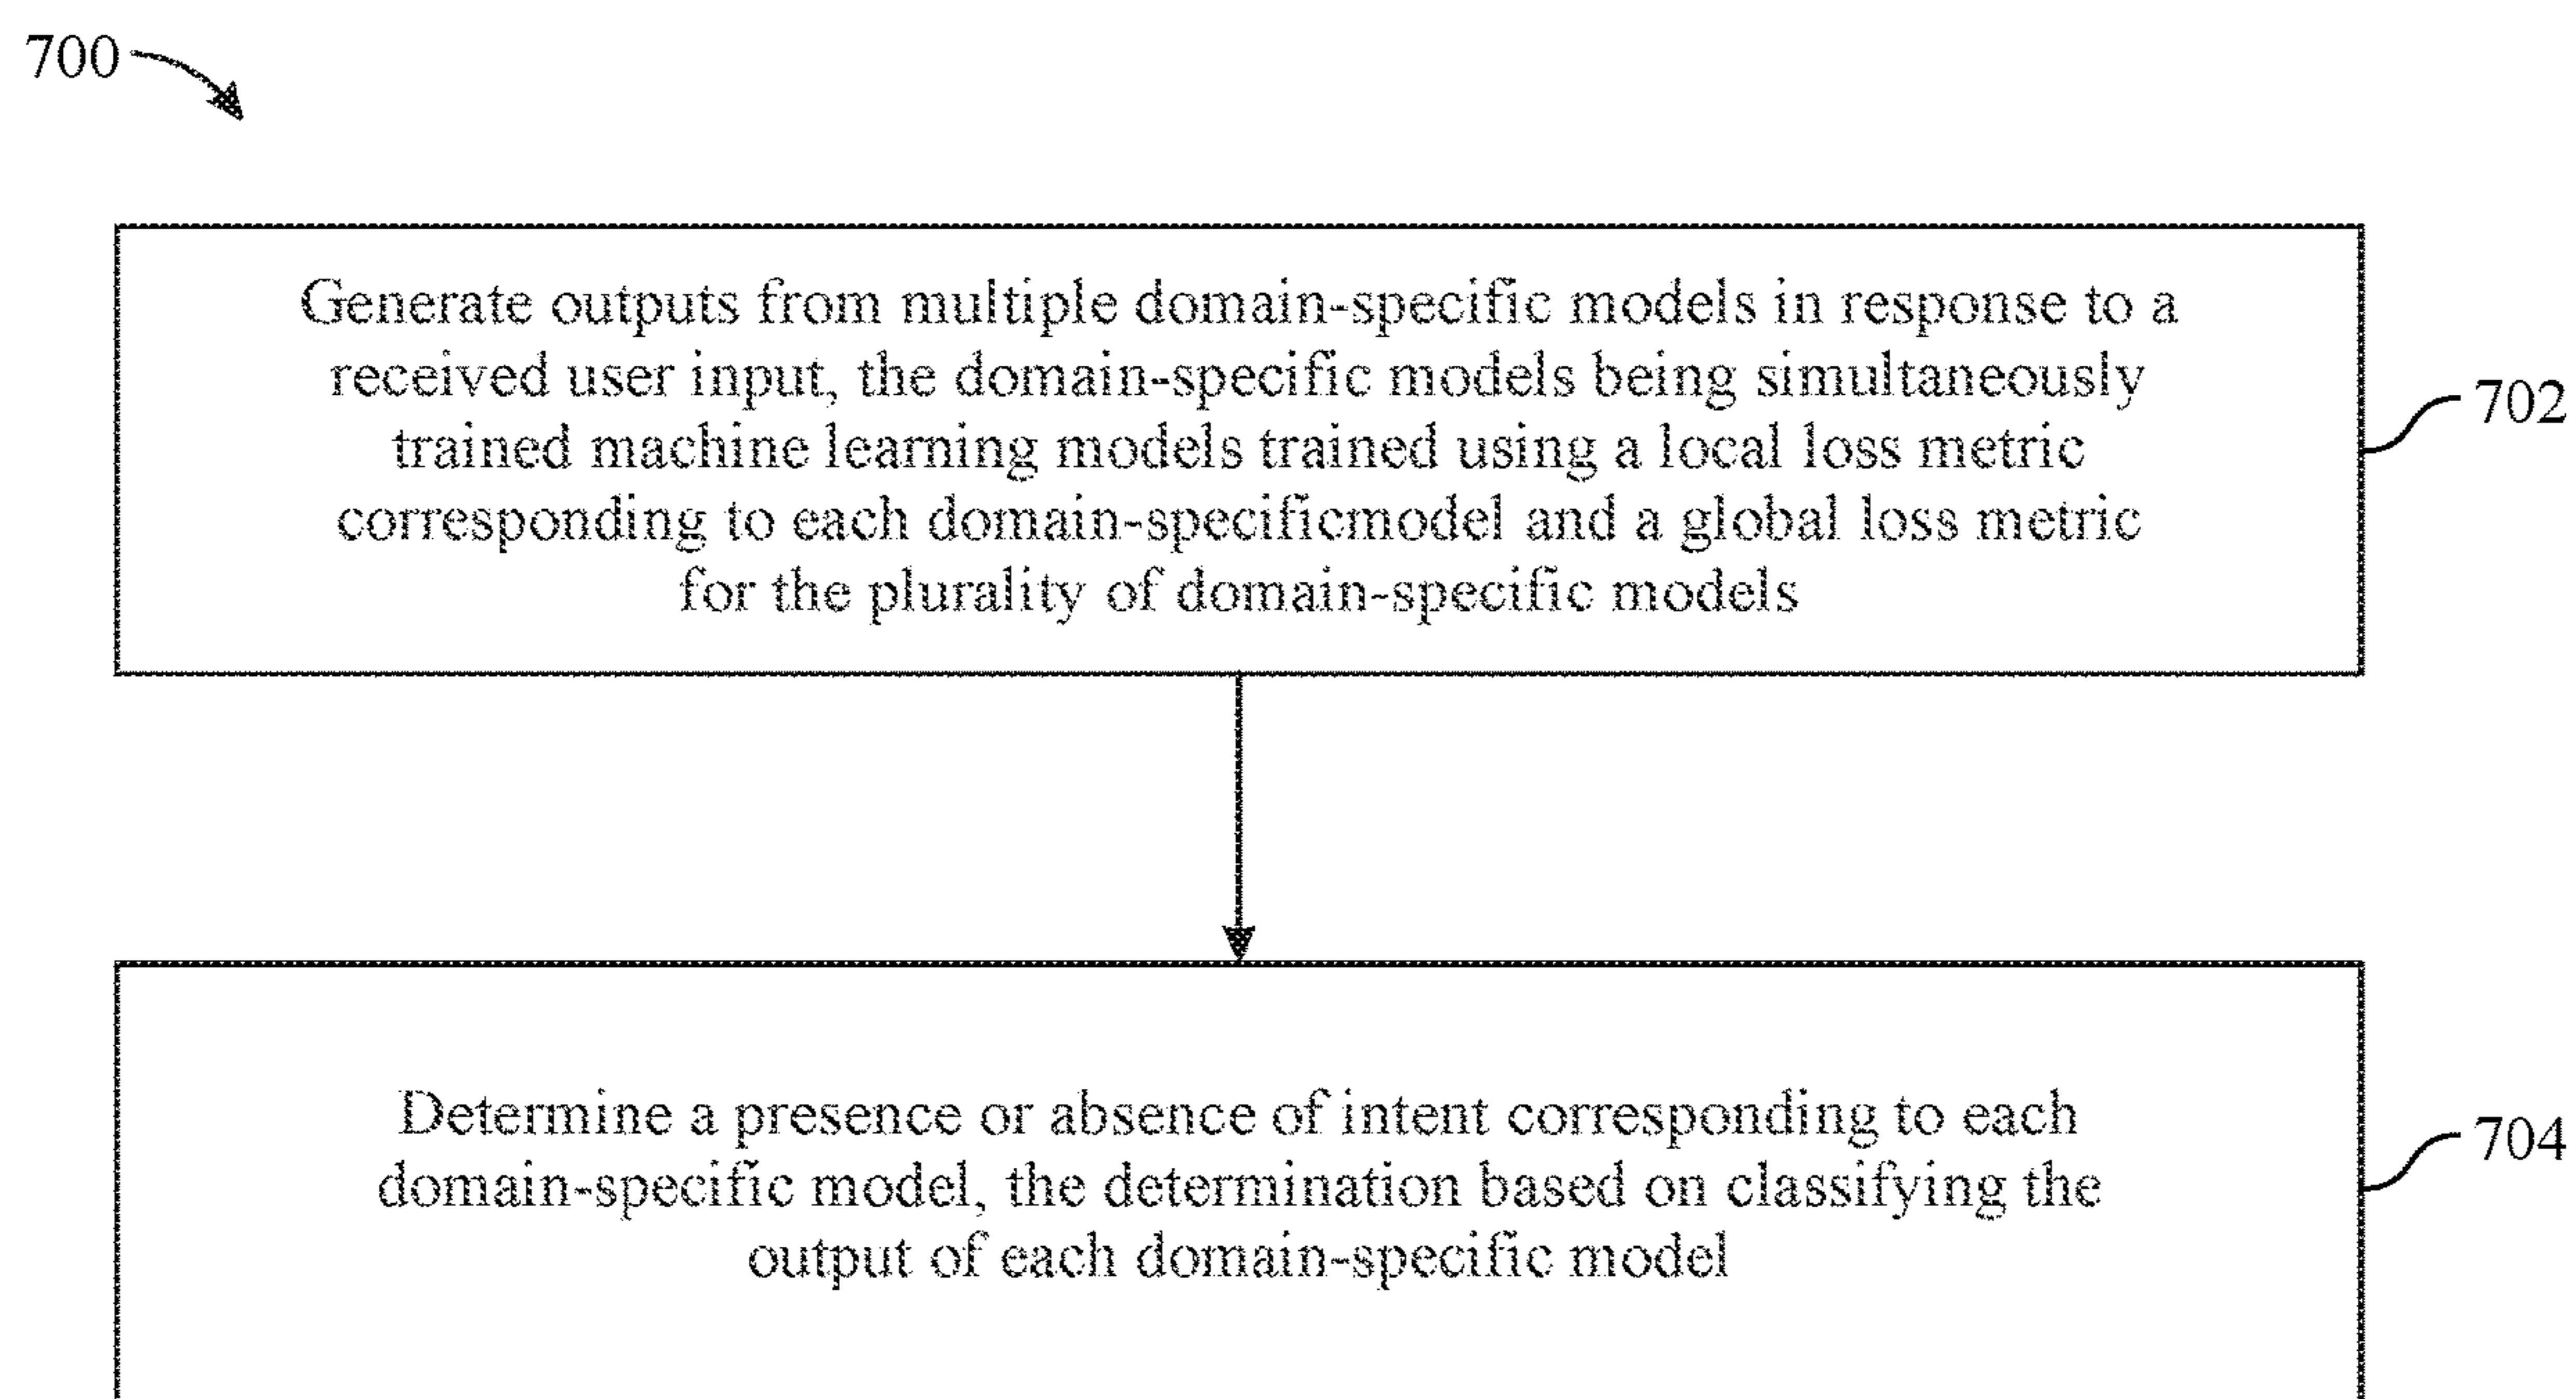 700
Generate outputs from multiple domain-specific models in response to a
received user input, the domain-specific models being simultaneously
trained machine learning models trained using a local loss metric
corresponding to each domain-specificmodel and a global loss metric
for the plurality of domain-specific models
702
Determine a presence or absence of intent corresponding to each
domain-specific model, the determination based on classifying the
output of each domain-specific model
704